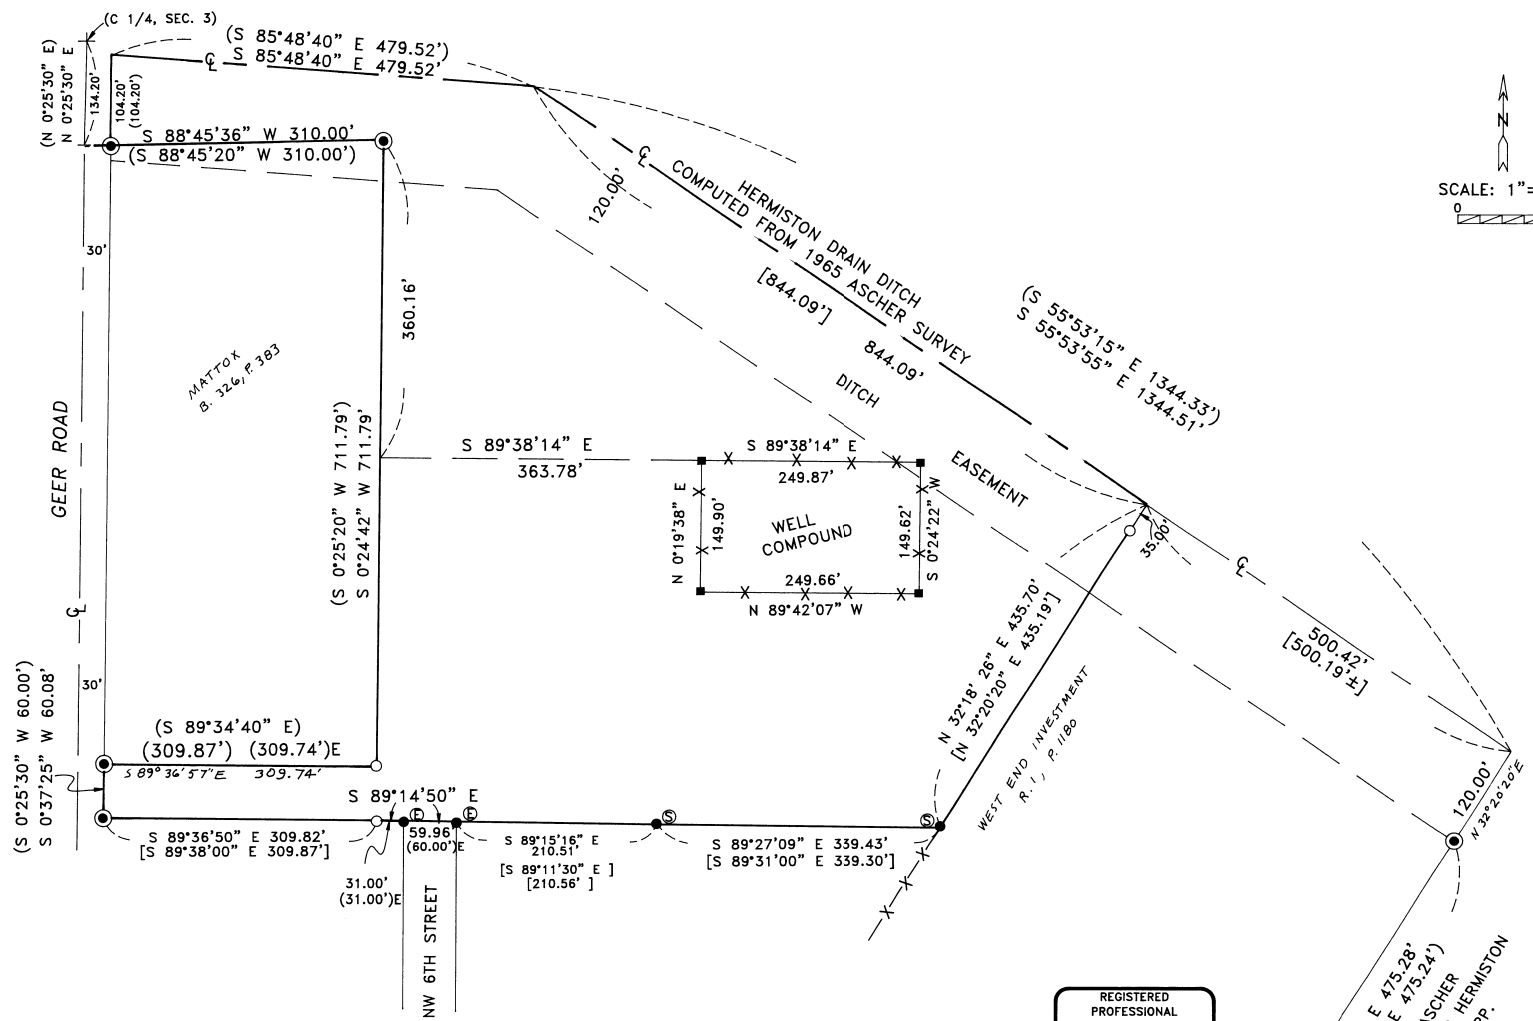 (C 1/4, SEC. 3)
(S 85°48'40" E 479.52')
S 85°48'40" E 479.52'
(N 0°25'30" E)
N 0°25'30" E
134.20'
104.20'
(104.20')
S 88°45'36" W 310.00'
(S 88°45'20" W 310.00')
N
SCALE: 1"=
0
120.00'
HERMISTON DRAIN DITCH
COMPUTED FROM 1965 ASCHER SURVEY
[844.09']
844.09'
(S 55°53'15" E 1344.33')
S 55°53'55" E 1344.51'
30'
360.16'
MATTOX
B. 326, P. 383
DITCH
EASEMENT
GEER ROAD
(S 0°25'20" W 711.79')
S 0°24'42" W 711.79'
S 89°38'14" E
363.78'
S 89°38'14" E
249.87'
N 0°19'38" E
149.90'
WELL
COMPOUND
149.62'
S 0°24'22" W
249.66'
N 89°42'07" W
35.00'
N 32°18' 26" E 435.70'
[N 32°20'20" E 435.19']
WEST END INVESTMENT
R. 1, P. 1180
500.42'
[500.19'±]
(S 0°25'30" W 60.00')
S 0°37'25" W 60.08'
30'
(S 89°34'40" E)
(309.87') (309.74')E
S 89°36'57"E 309.74'
S 89°14'50" E
E
E
S
S
59.96
(60.00')E
S 89°36'50" E 309.82'
[S 89°38'00" E 309.87']
31.00'
(31.00')E
S 89°15'16" E
210.51'
[S 89°11'30" E ]
[210.56' ]
S 89°27'09" E 339.43'
[S 89°31'00" E 339.30']
120.00'
N 32°20'20"E
NW 6TH STREET
E 475.28'
E 475.24')
ASCHER
HERMISTON
PP.
REGISTERED
PROFESSIONAL